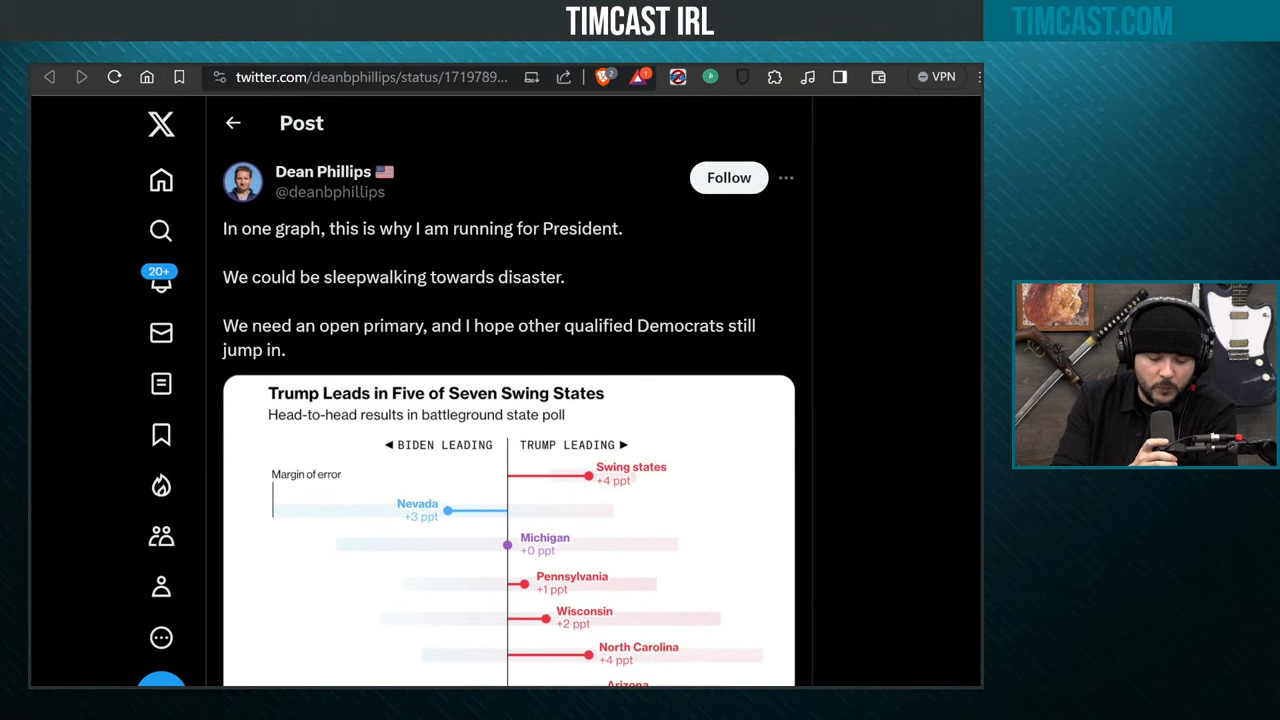 TIMCAST IRL
TIMCAST.COM
twitter.com/deanbphillips/status/1719789...
2
1
VPN
Post
Dean Phillips
@deanbphillips
Follow
In one graph, this is why I am running for President.
We could be sleepwalking towards disaster.
20+
We need an open primary, and I hope other qualified Democrats still
jump in.
Trump Leads in Five of Seven Swing States
Head-to-head results in battleground state poll
◀ BIDEN LEADING
TRUMP LEADING ▶
Margin of error
Swing states
+4 ppt
Nevada
+3 ppt
Michigan
+0 ppt
Pennsylvania
+1 ppt
Wisconsin
+2 ppt
North Carolina
+4 ppt
Arizona